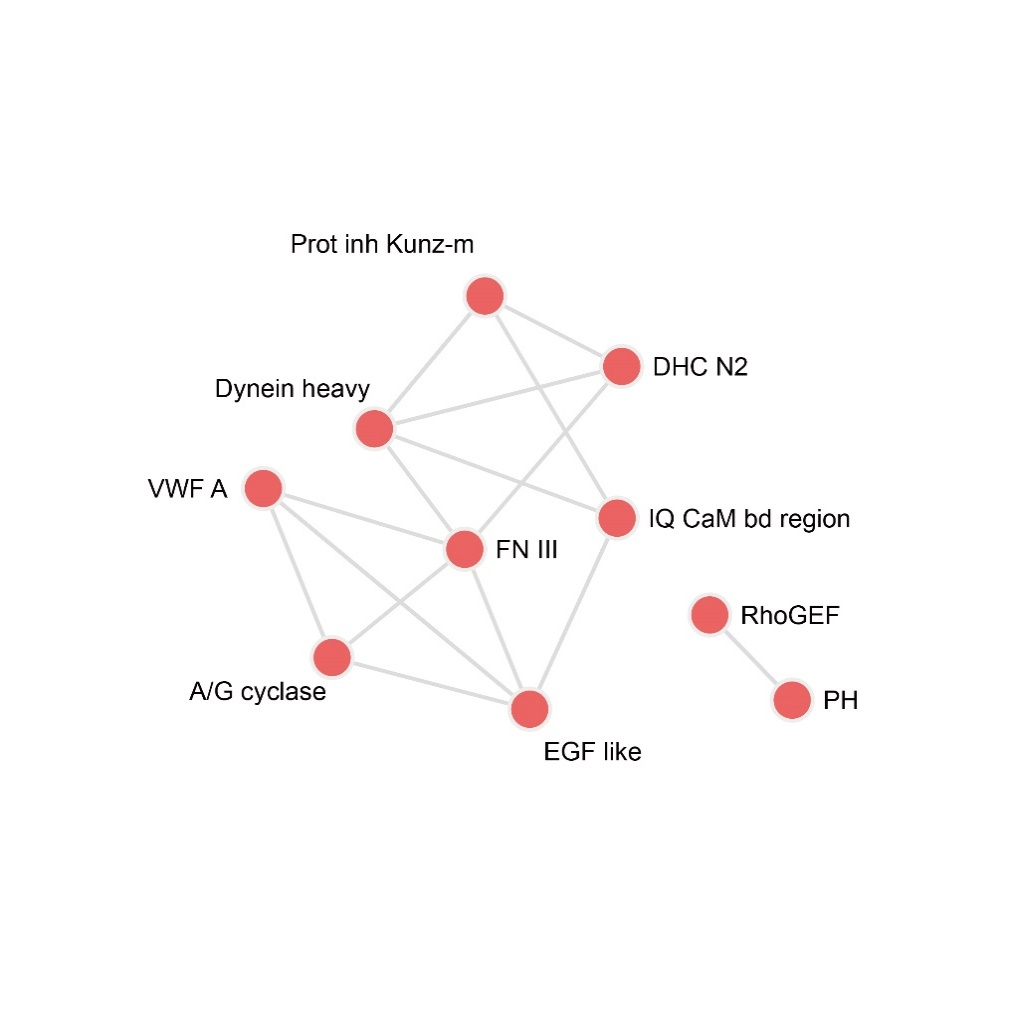 Prot inh Kunz-m
DHC N2
Dynein heavy
VWF A
IQ CaM bd region
FN III
RhoGEF
A/G cyclase
PH
EGF like